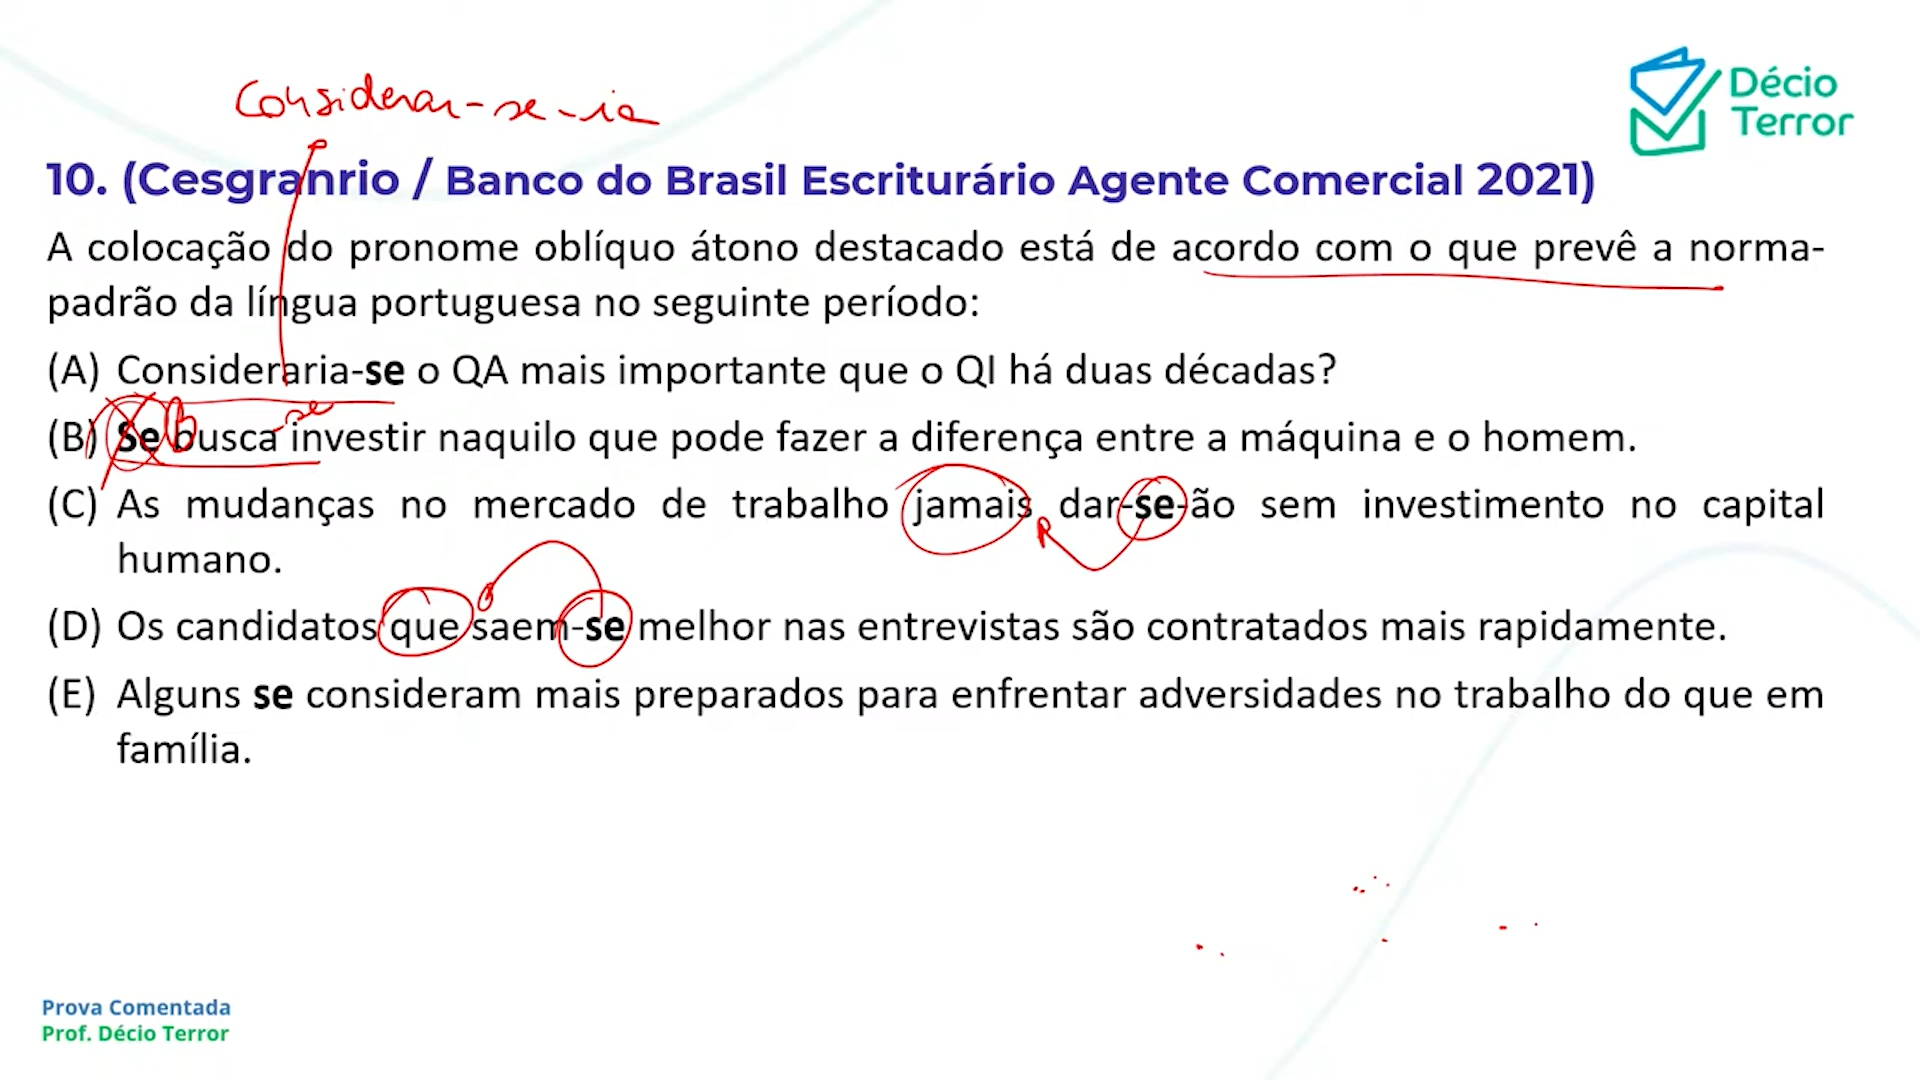 Considerar-se-ia
Décio
Terror
10. (Cesgranrio / Banco do Brasil Escriturário Agente Comercial 2021)
A colocação do pronome oblíquo átono destacado está de acordo com o que prevê a norma-
padrão da língua portuguesa no seguinte período:
(A) Consideraria-se o QA mais importante que o QI há duas décadas?
-se
(B) Se busca investir naquilo que pode fazer a diferença entre a máquina e o homem.
B
(C) As mudanças no mercado de trabalho jamais dar-se-ão sem investimento no capital
humano.
(D) Os candidatos que saem-se melhor nas entrevistas são contratados mais rapidamente.
(E) Alguns se consideram mais preparados para enfrentar adversidades no trabalho do que em
família.
Prova Comentada
Prof. Décio Terror